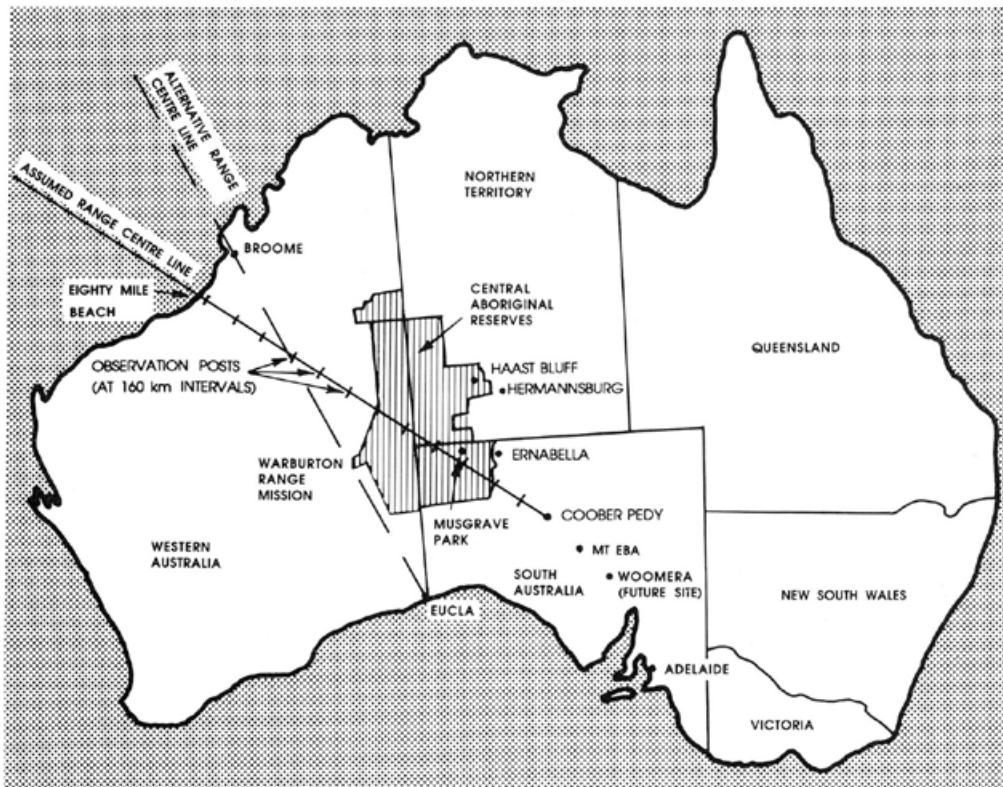 ALTERNATIVE RANGE
CENTRE LINE
ASSUMED RANGE CENTRE LINE
NORTHERN
TERRITORY
BROOME
EIGHTY MILE
BEACH
CENTRAL
ABORIGINAL
RESERVES
QUEENSLAND
OBSERVATION POSTS
(AT 160 km INTERVALS)
HAAST BLUFF
HERMANNSBURG
WARBURTON
RANGE
MISSION
ERNABELLA
MUSGRAVE
PARK
COOBER PEDY
WESTERN
AUSTRALIA
MT EBA
SOUTH
AUSTRALIA
WOOMERA
(FUTURE SITE)
NEW SOUTH WALES
EUCLA
ADELAIDE
VICTORIA